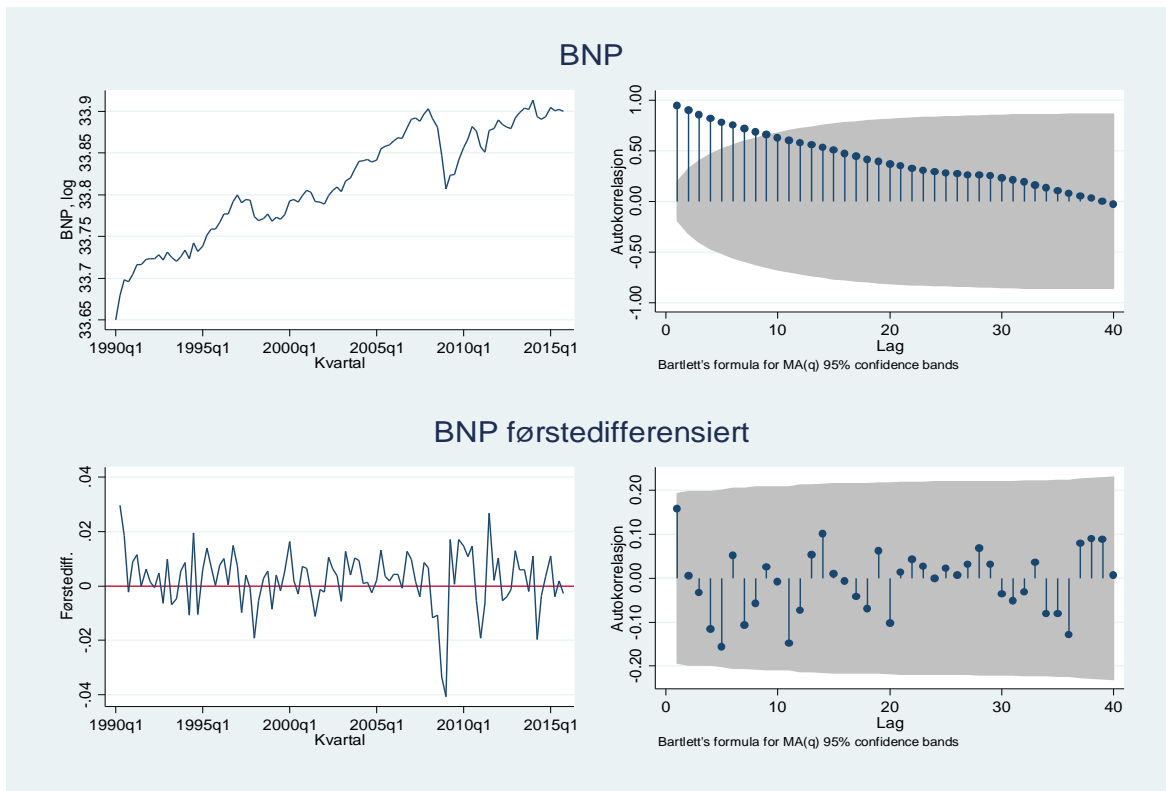 BNP
BNP, log
33.9
33.85
33.8
33.75
33.7
33.65
1990q1 1995q1 2000q1 2005q1 2010q1 2015q1
Kvartal
Autokorrelasjon
1.00
0.50
0.00
-0.50
-1.00
0 10 20 30 40
Lag
Bartlett's formula for MA(q) 95% confidence bands
BNP førstedifferensiert
Førstediff.
.04
.02
0
-.02
-.04
1990q1 1995q1 2000q1 2005q1 2010q1 2015q1
Kvartal
Autokorrelasjon
0.20
0.10
0.00
-0.10
-0.20
0 10 20 30 40
Lag
Bartlett's formula for MA(q) 95% confidence bands